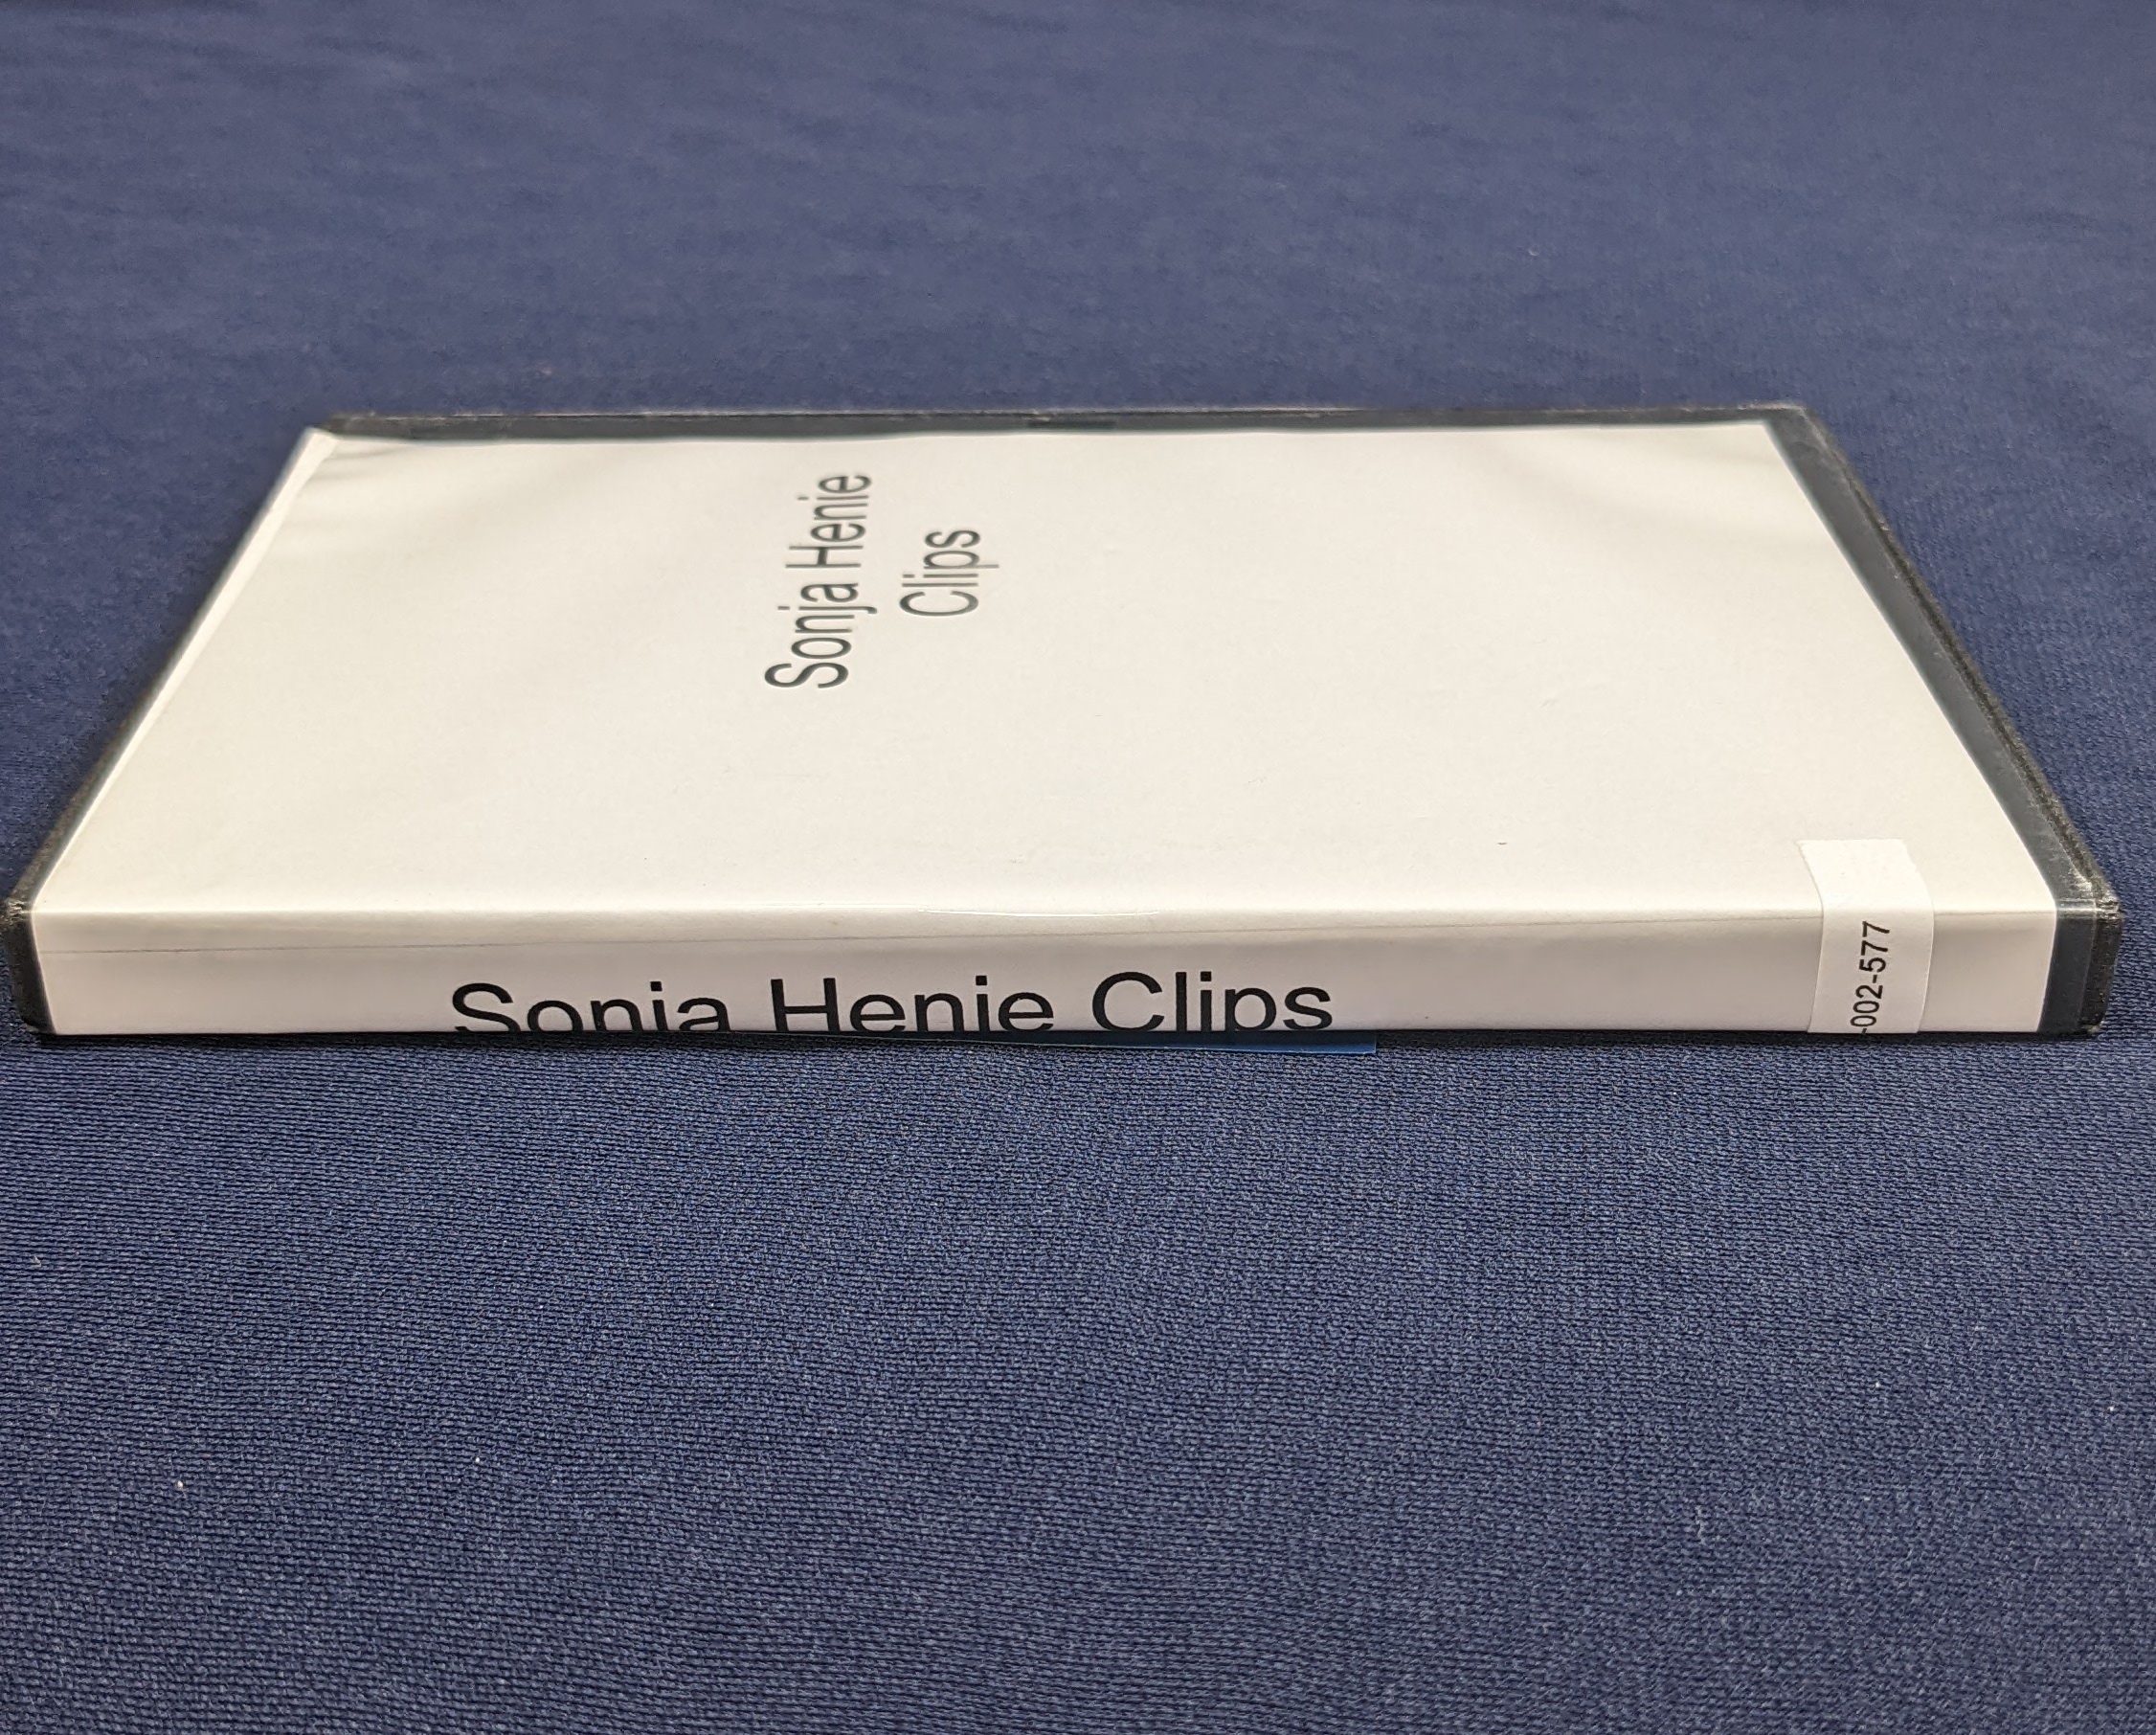 Sonja Henie
Clips
Sonja Henie Clips
-002-577